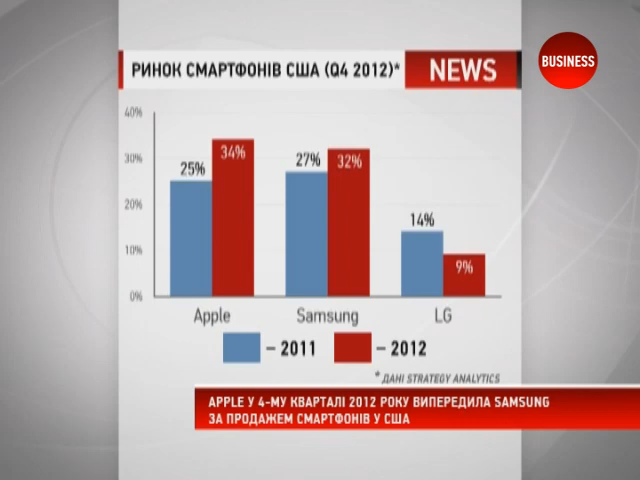 BUSINESS
РИНОК СМАРТФОНІВ США (Q4 2012)* NEWS
40%
30%
20%
10%
0%
25% 34% 27% 32% 14% 9%
Apple Samsung LG
– 2011 – 2012
* ДАНІ STRATEGY ANALYTICS
APPLE У 4-МУ КВАРТАЛІ 2012 РОКУ ВИПЕРЕДИЛА SAMSUNG
ЗА ПРОДАЖЕМ СМАРТФОНІВ У США